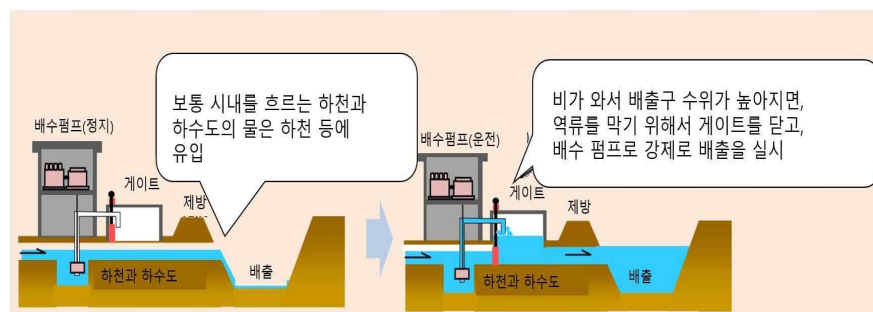 보통 시내를 흐르는 하천과
하수도의 물은 하천 등에
유입
배수펌프(정지)
게이트
제방
배출
하천과 하수도
비가 와서 배출구 수위가 높아지면,
역류를 막기 위해서 게이트를 닫고,
배수 펌프로 강제로 배출을 실시
배수펌프(운전)
게이트
제방
배출
하천과 하수도